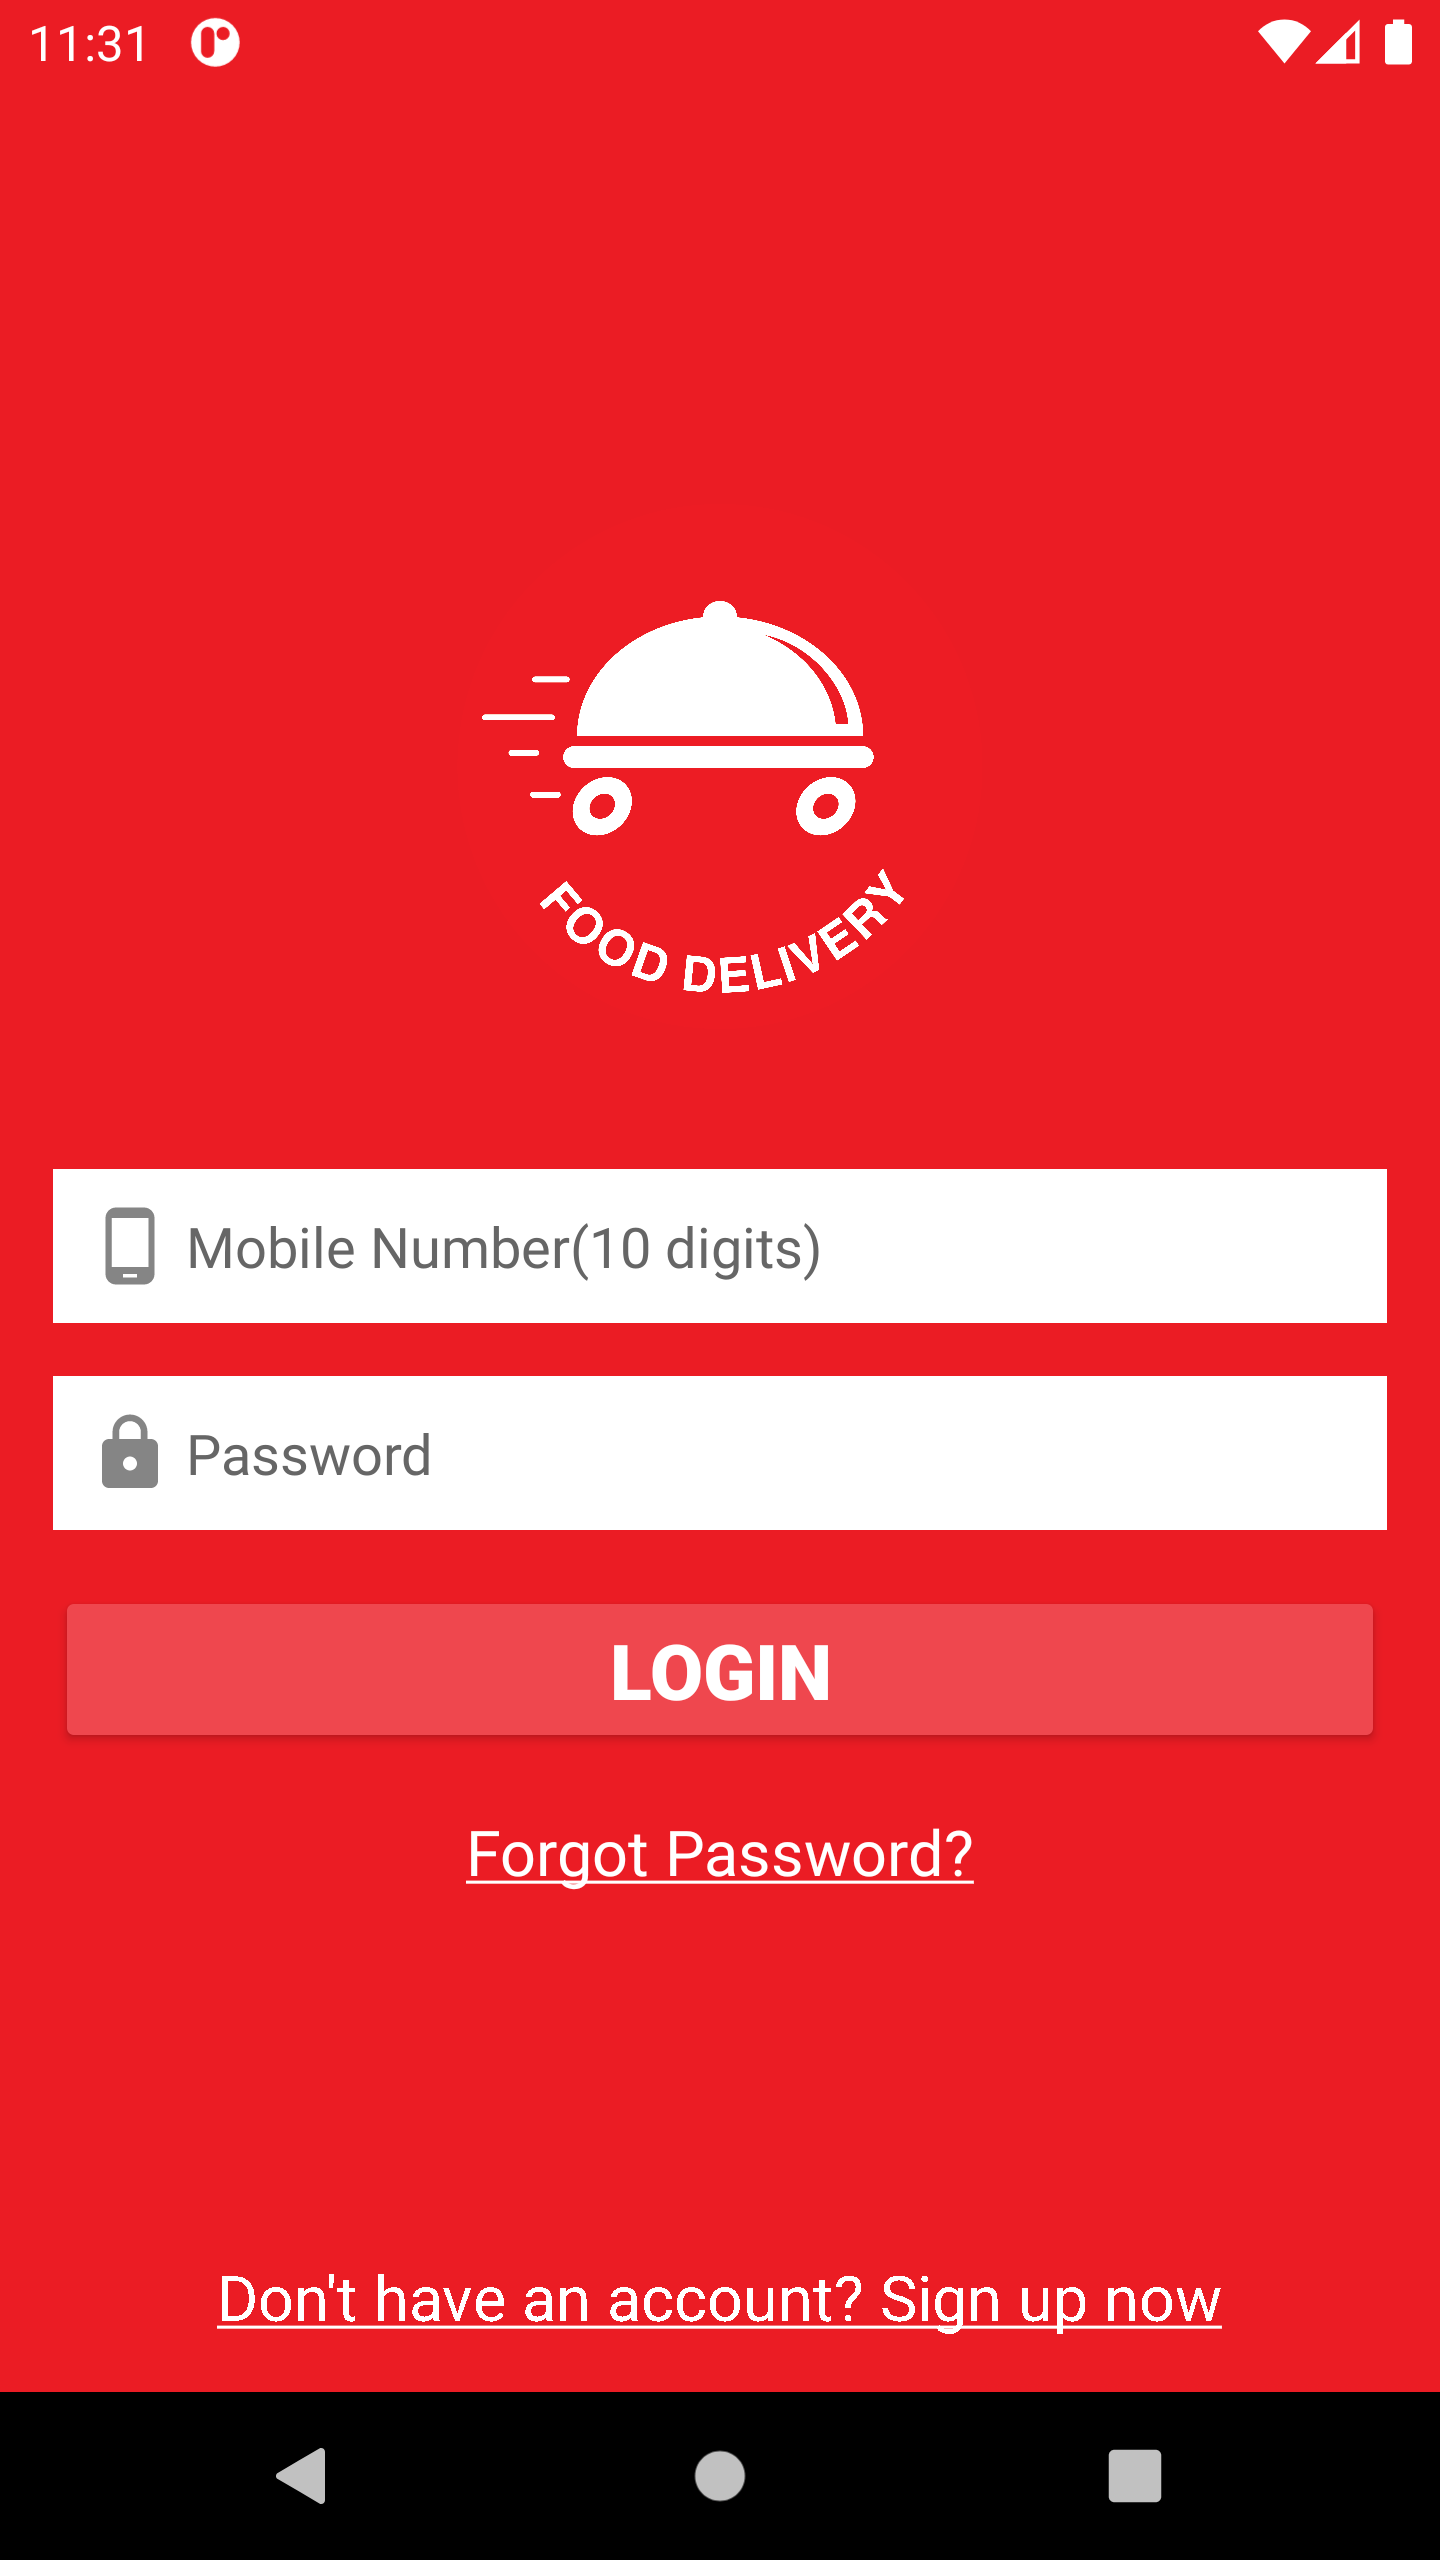 11:31
FOOD DELIVERY
Mobile Number(10 digits)
Password
LOGIN
Forgot Password?
Don't have an account? Sign up now